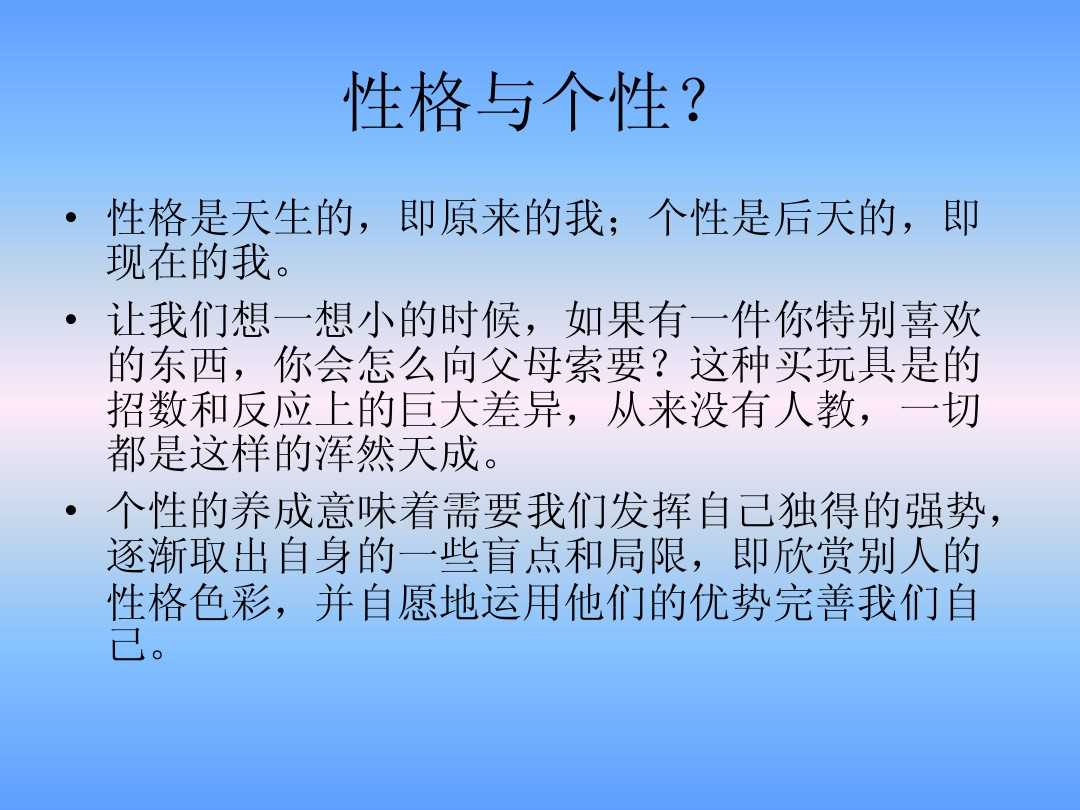 性格与个性?
• 性格是天生的，即原来的我；个性是后天的，即
现在的我。
• 让我们想一想小的时候，如果有一件你特别喜欢
的东西，你会怎么向父母索要？这种买玩具是的
招数和反应上的巨大差异，从来没有人教，一切
都是这样的浑然天成。
• 个性的养成意味着需要我们发挥自己独得的强势，
逐渐取出自身的一些盲点和局限，即欣赏别人的
性格色彩，并自愿地运用他们的优势完善我们自
己。